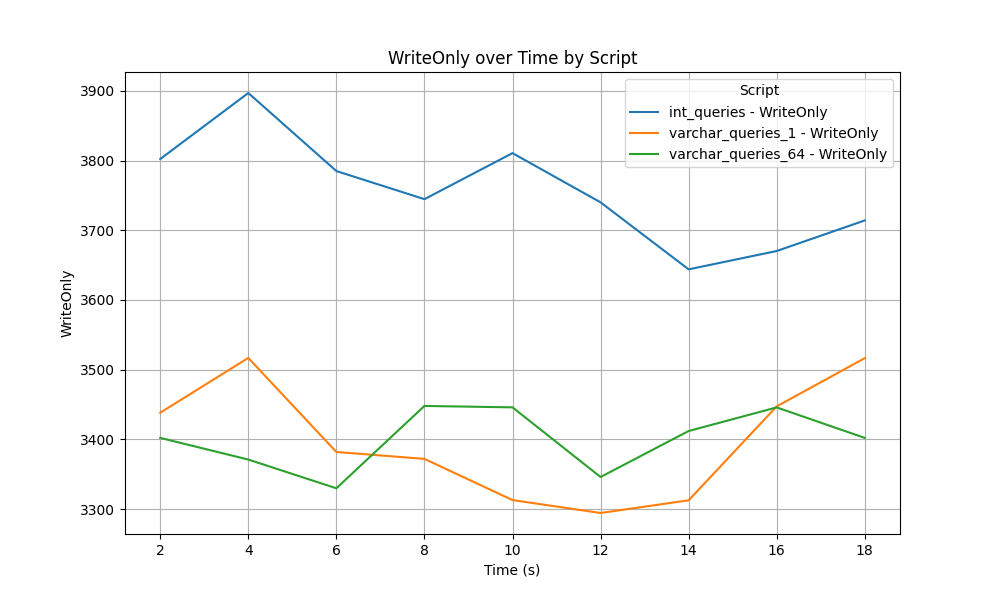 WriteOnly over Time by Script
Script
int_queries - WriteOnly
varchar_queries_1 - WriteOnly
varchar_queries_64 - WriteOnly
WriteOnly
3900
3800
3700
3600
3500
3400
3300
2 4 6 8 10 12 14 16 18
Time (s)